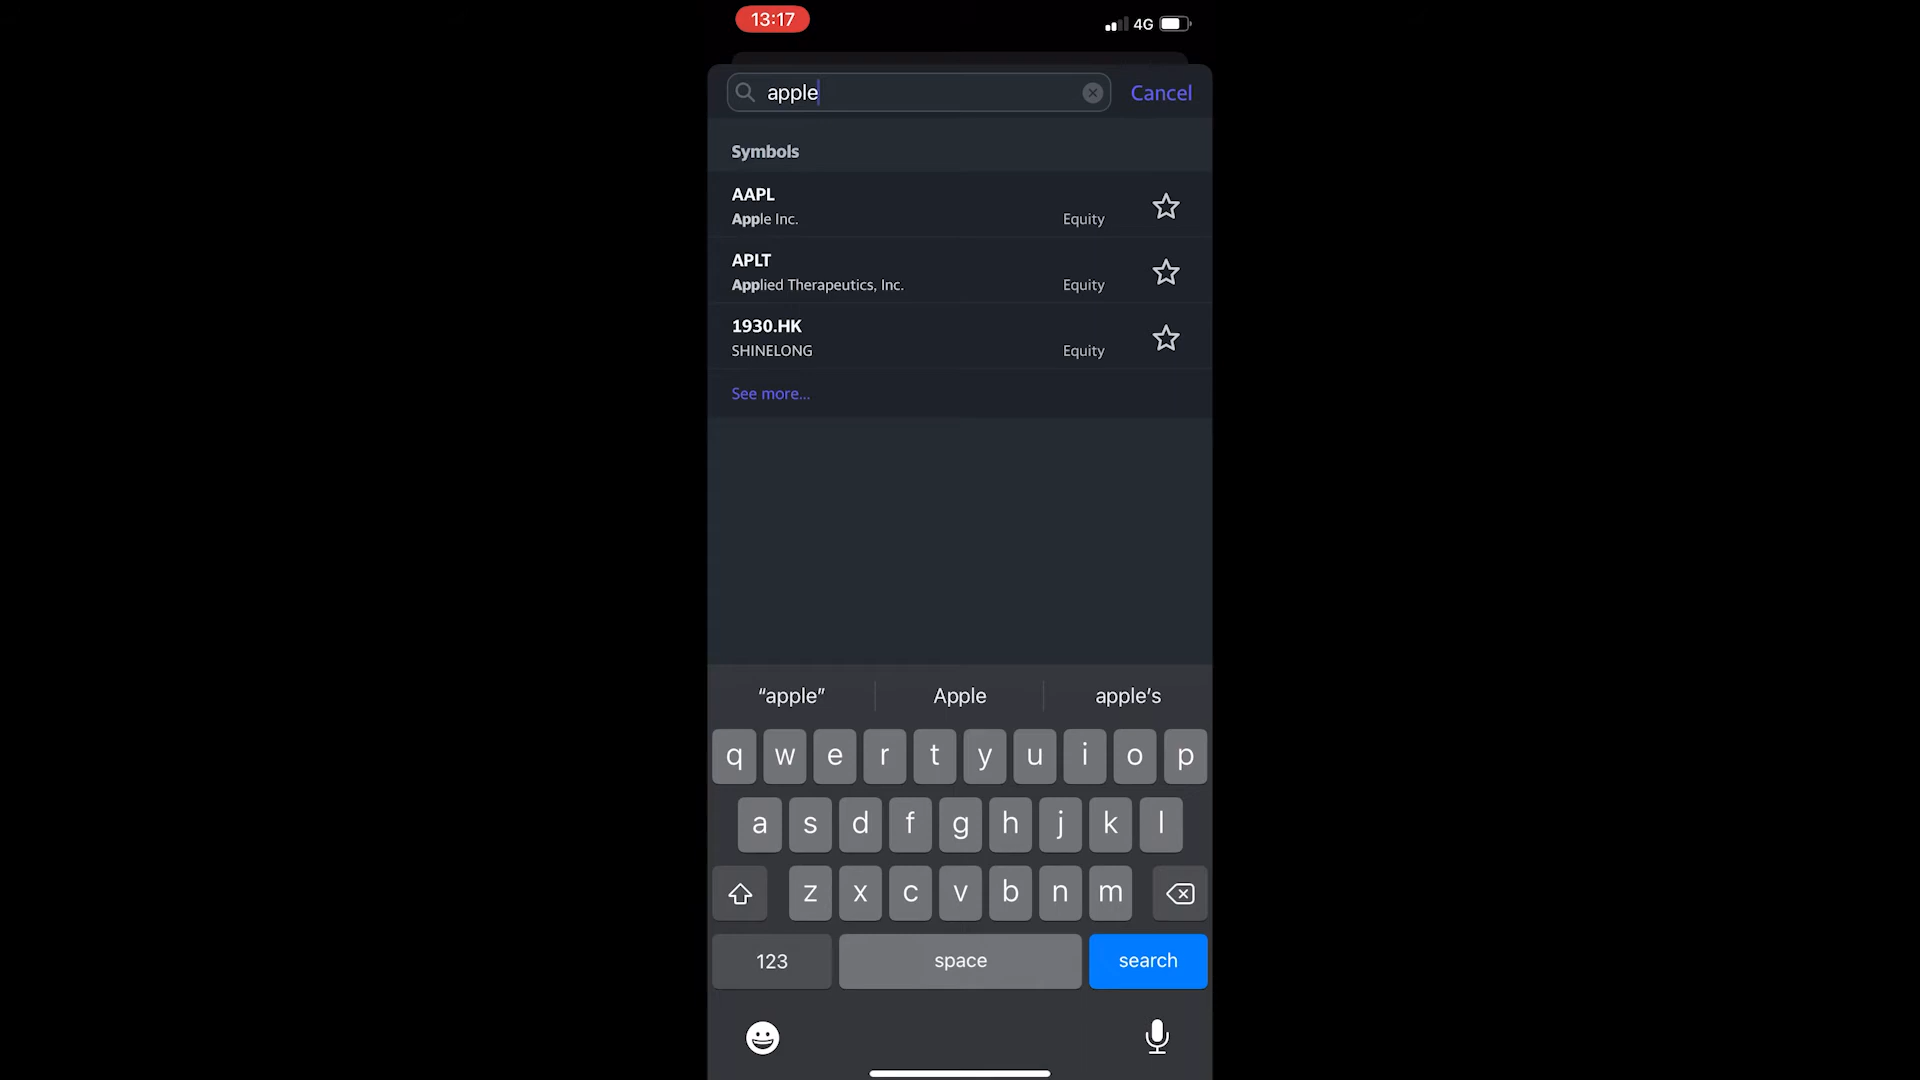 13:17
4G
apple
Cancel
Symbols
AAPL
Apple Inc.
Equity
APLT
Applied Therapeutics, Inc.
Equity
1930.HK
SHINELONG
Equity
See more...
“apple”
Apple
apple’s
q w e r t y u i o p
a s d f g h j k l
z x c v b n m
123
space
search